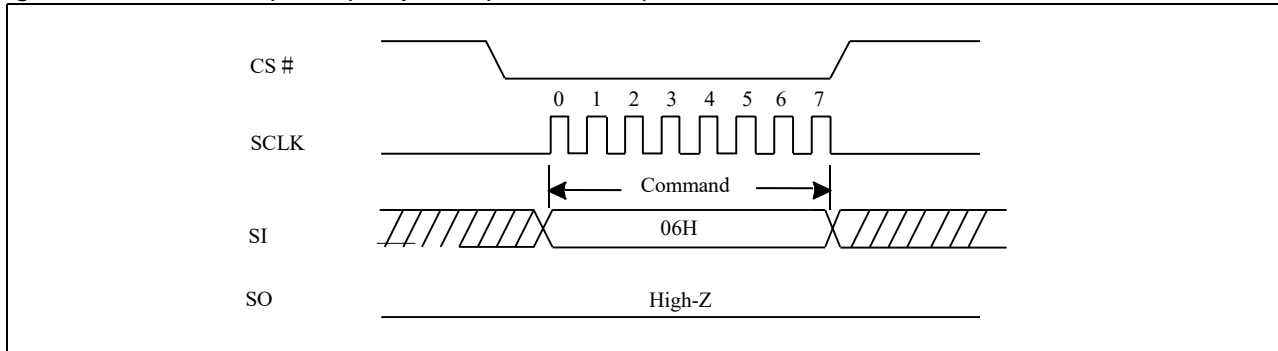 CS #
0 1 2 3 4 5 6 7
SCLK
Command
SI
06H
SO
High-Z